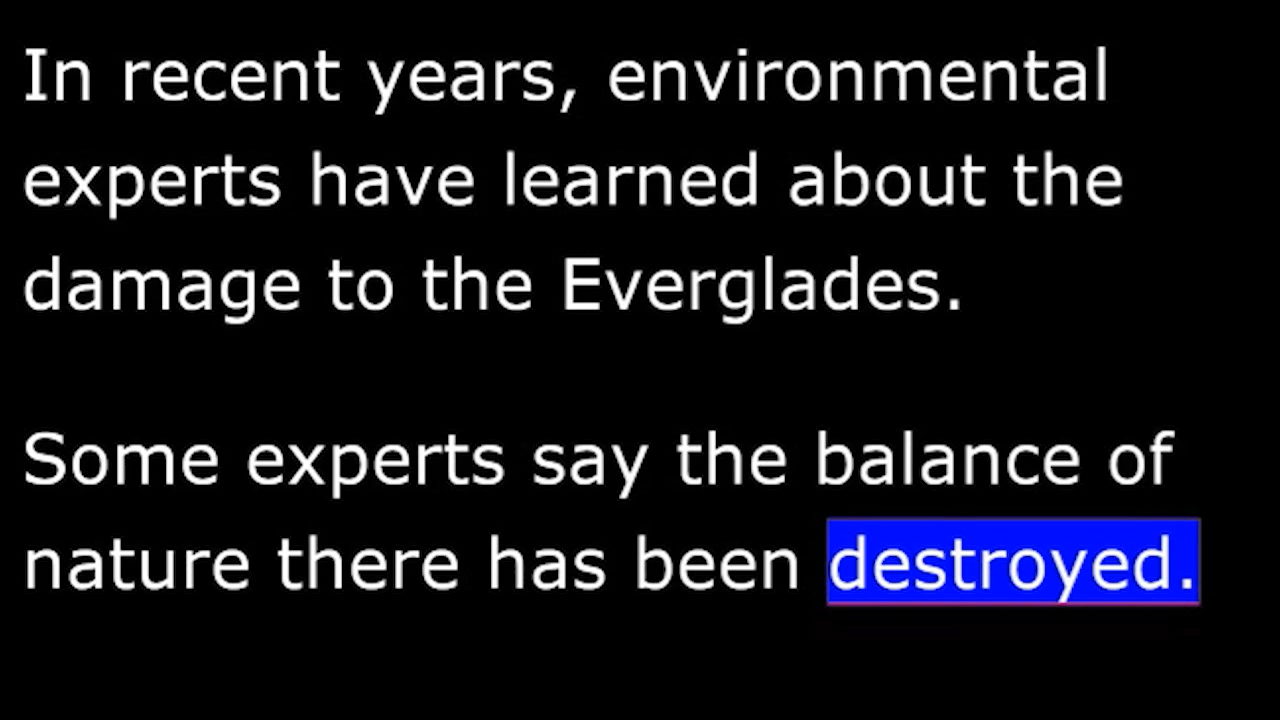 In recent years, environmental
experts have learned about the
damage to the Everglades.
Some experts say the balance of
nature there has been destroyed.